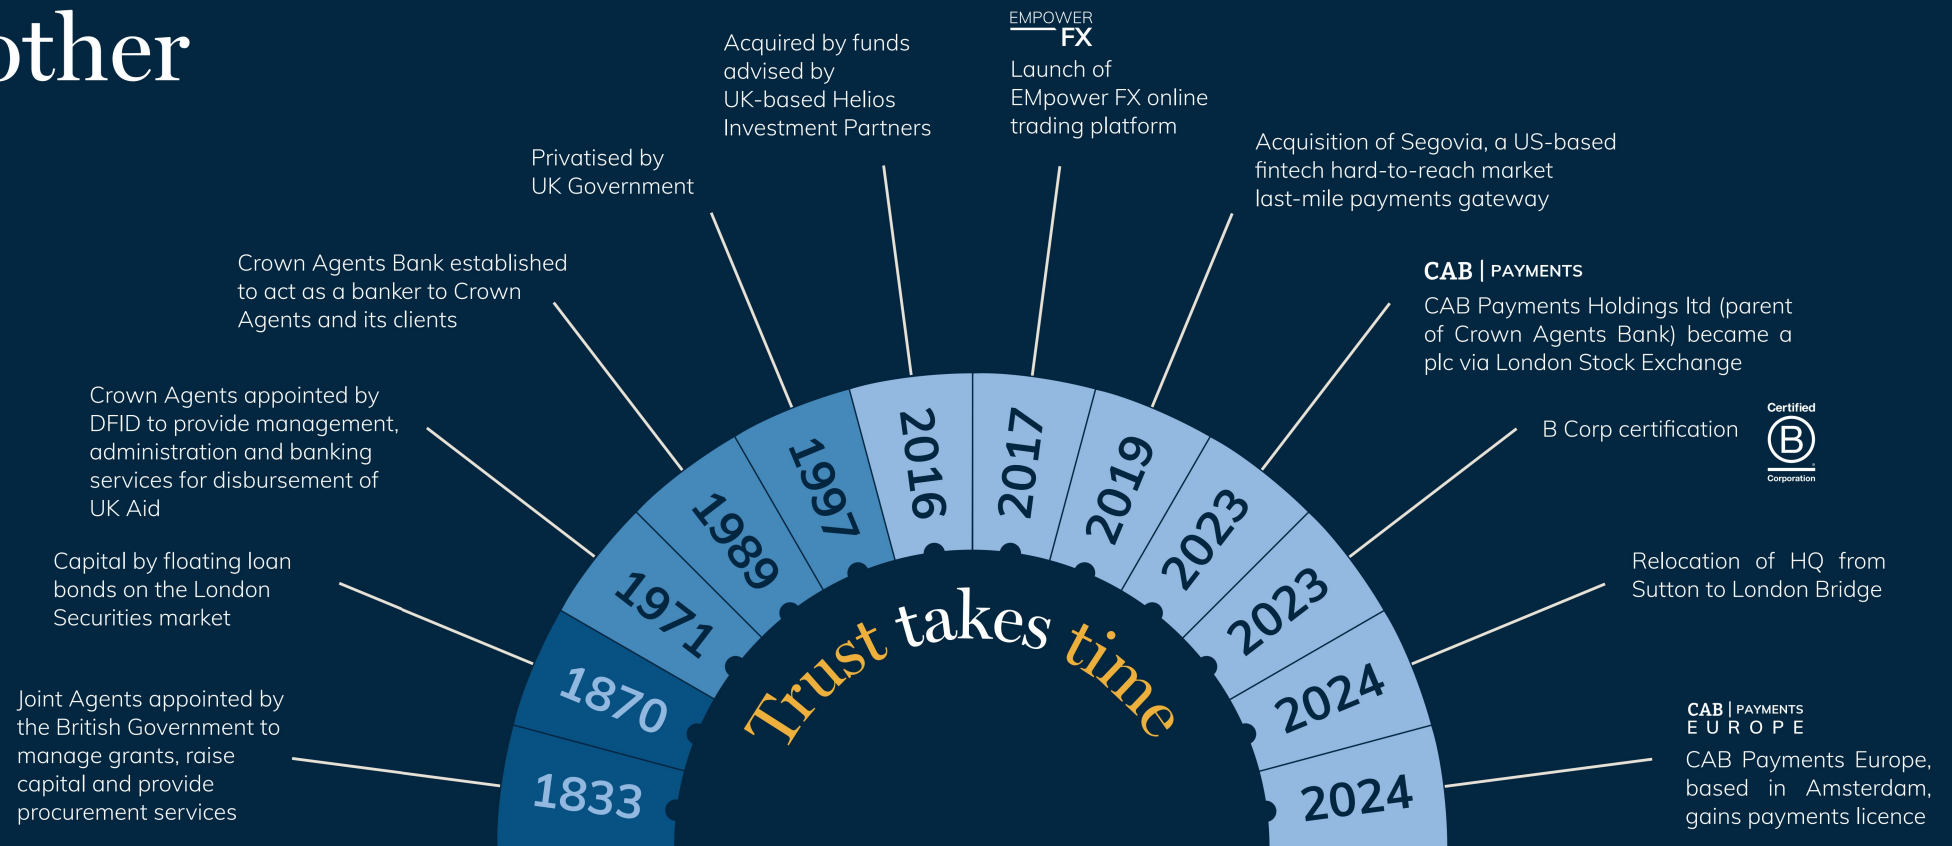 other
Joint Agents appointed by
the British Government to
manage grants, raise
capital and provide
procurement services
1833
Capital by floating loan
bonds on the London
Securities market
1870
Crown Agents appointed by
DFID to provide management,
administration and banking
services for disbursement of
UK Aid
1971
Crown Agents Bank established
to act as a banker to Crown
Agents and its clients
1989
Privatised by
UK Government
1997
Acquired by funds
advised by
UK-based Helios
Investment Partners
2016
EMPOWER
FX
Launch of
EMpower FX online
trading platform
2017
Acquisition of Segovia, a US-based
fintech hard-to-reach market
last-mile payments gateway
2019
CAB | PAYMENTS
CAB Payments Holdings ltd (parent
of Crown Agents Bank) became a
plc via London Stock Exchange
2023
B Corp certification
Certified
B
Corporation
2023
Relocation of HQ from
Sutton to London Bridge
2024
CAB | PAYMENTS
EUROPE
CAB Payments Europe,
based in Amsterdam,
gains payments licence
2024
Trust takes time